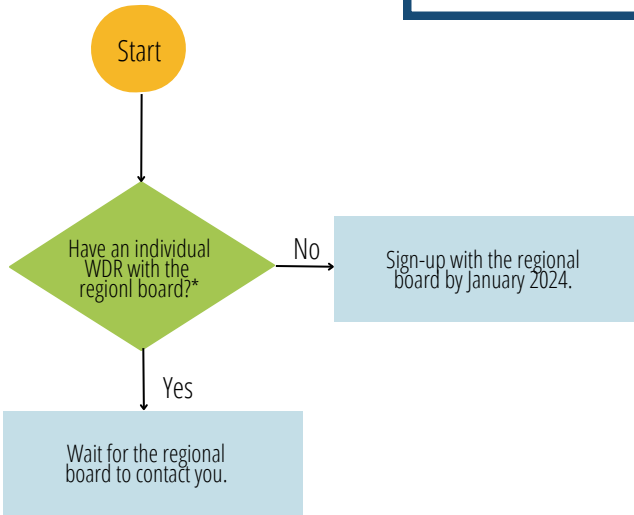 Start
Have an individual
WDR with the
regionl board?*
No
Sign-up with the regional
board by January 2024.
Yes
Wait for the regional
board to contact you.